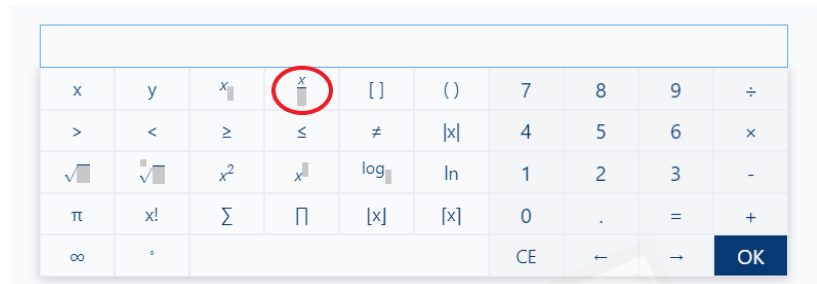 x y x▯ x/▯ [ ] ( ) 7 8 9 ÷
> < ≥ ≤ ≠ |x| 4 5 6 ×
√▯ ▯√▯ x² x▯ log▯ ln 1 2 3 -
π x! ∑ ∏ ⌊x⌋ ⌈x⌉ 0 . = +
∞ ° CE ← → OK